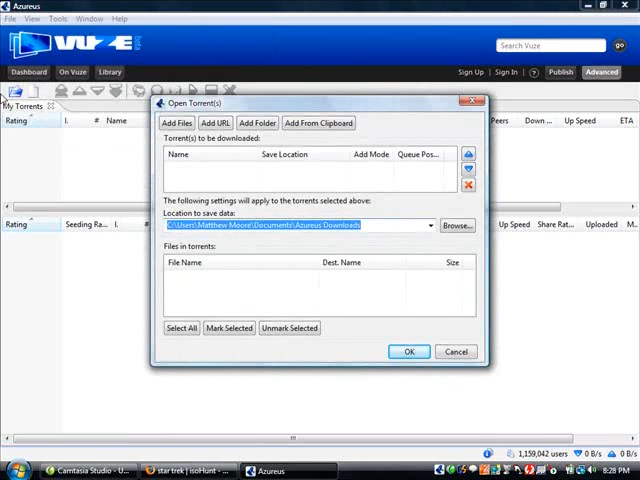 Azureus
File View Tools Window Help
VUZE beta
Search Vuze go
Dashboard On Vuze Library
Sign Up | Sign In | ? Publish Advanced
My Torrents
Rating I. # Name Peers Down ... Up Speed ETA
Open Torrent(s)
Add Files Add URL Add Folder Add From Clipboard
Torrent(s) to be downloaded:
Name Save Location Add Mode Queue Pos...
The following settings will apply to the torrents selected above:
Location to save data:
C:\Users\Matthew Moore\Documents\Azureus Downloads Browse...
Rating Seeding Ra... I. # Up Speed Share Rat... Uploaded M...
Files in torrents:
File Name Dest. Name Size
Select All Mark Selected Unmark Selected
OK Cancel
1,159,042 users 0 B/s 0 B/s
Camtasia Studio - U... star trek | isoHunt - ... Azureus 8:28 PM